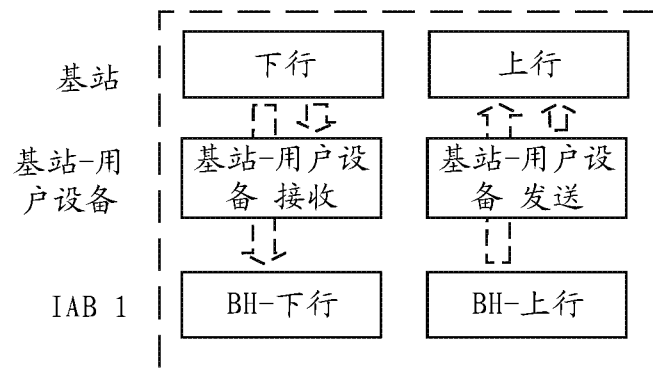 基站
下行
上行
基站-用
户设备
基站-用户设
备 接收
基站-用户设
备 发送
IAB 1
BH-下行
BH-上行